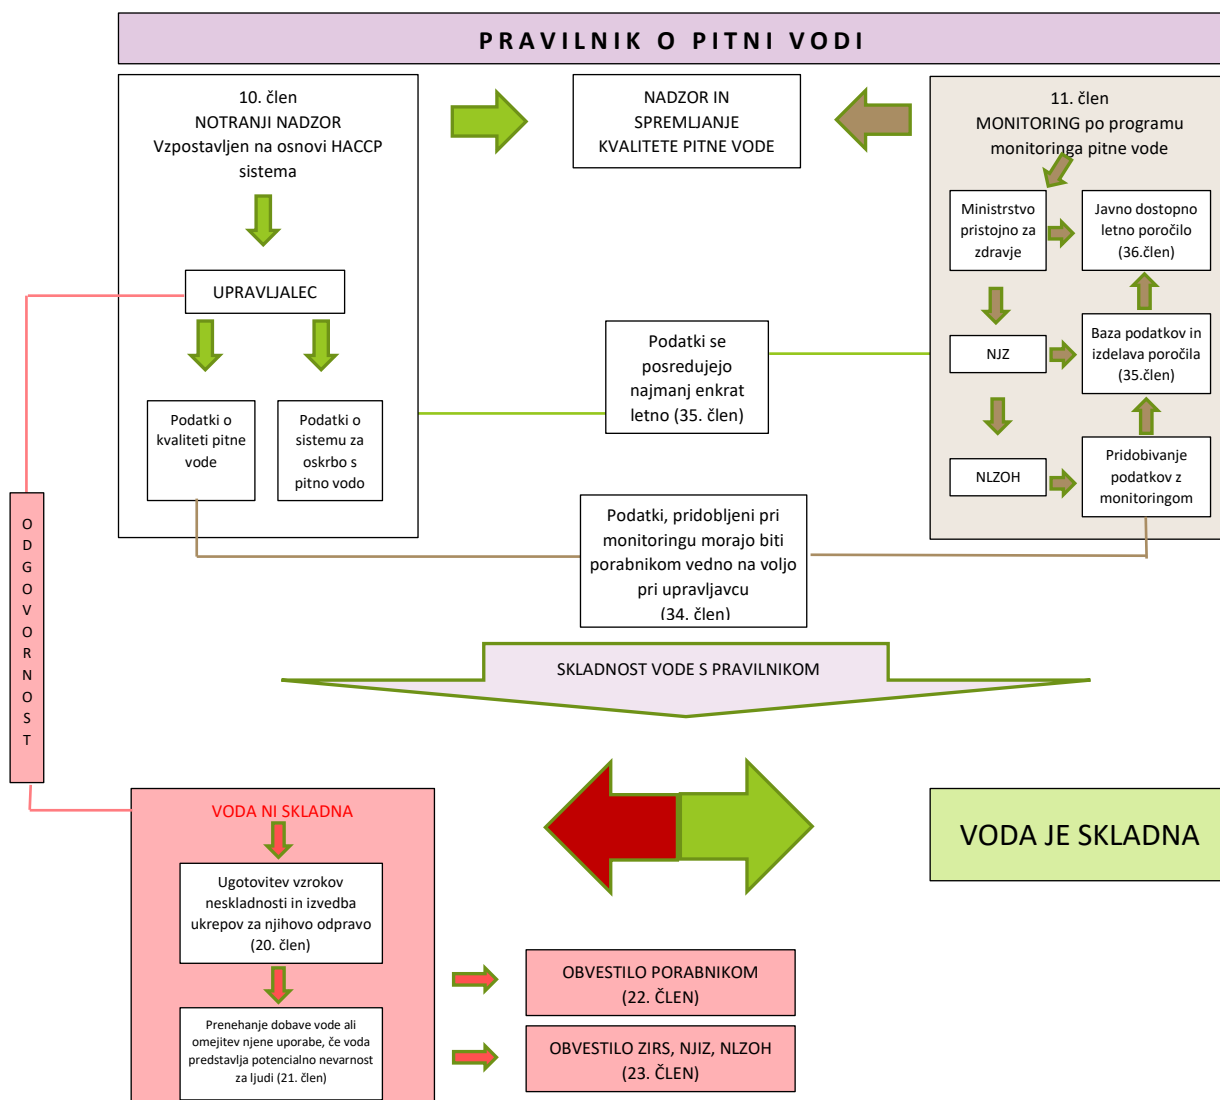 PRAVILNIK O PITNI VODI
10. člen
NOTRANJI NADZOR
Vzpostavljen na osnovi HACCP
sistema
UPRAVLJALEC
Podatki o
kvaliteti pitne
vode
Podatki o
sistemu za
oskrbo s
pitno vodo
NADZOR IN
SPREMLJANJE
KVALITETE PITNE VODE
11. člen
MONITORING po programu
monitoringa pitne vode
Ministrstvo
pristojno za
zdravje
Javno dostopno
letno poročilo
(36.člen)
NJZ
Baza podatkov in
izdelava poročila
(35.člen)
NLZOH
Pridobivanje
podatkov z
monitoringom
Podatki se
posredujejo
najmanj enkrat
letno (35. člen)
Podatki, pridobljeni pri
monitoringu morajo biti
porabnikom vedno na voljo
pri upravljavcu
(34. člen)
O
D
G
O
V
O
R
N
O
S
T
SKLADNOST VODE S PRAVILNIKOM
VODA NI SKLADNA
Ugotovitev vzrokov
neskladnosti in izvedba
ukrepov za njihovo odpravo
(20. člen)
Prenehanje dobave vode ali
omejitev njene uporabe, če voda
predstavlja potencialno nevarnost
za ljudi (21. člen)
OBVESTILO PORABNIKOM
(22. ČLEN)
OBVESTILO ZIRS, NJIZ, NLZOH
(23. ČLEN)
VODA JE SKLADNA